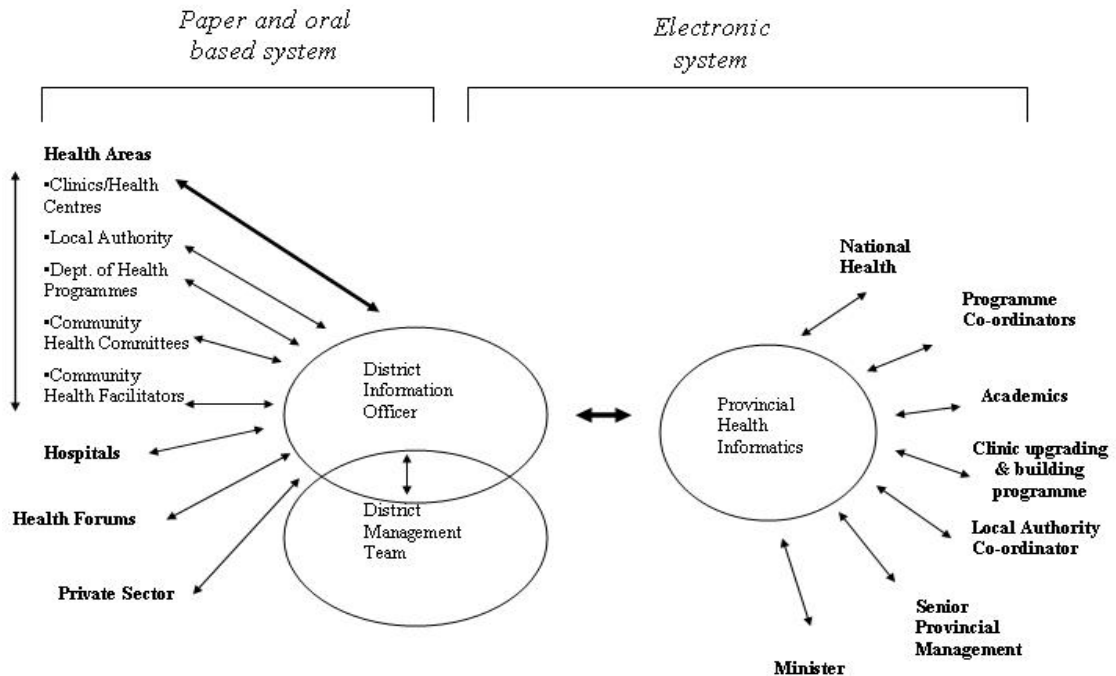 Paper and oral
based system
Electronic
system
Health Areas
▪Clinics/Health
Centres
▪Local Authority
▪Dept. of Health
Programmes
▪Community
Health Committees
▪Community
Health Facilitators
Hospitals
Health Forums
Private Sector
District
Information
Officer
District
Management
Team
Provincial
Health
Informatics
National
Health
Programme
Co-ordinators
Academics
Clinic upgrading
& building
programme
Local Authority
Co-ordinator
Senior
Provincial
Management
Minister